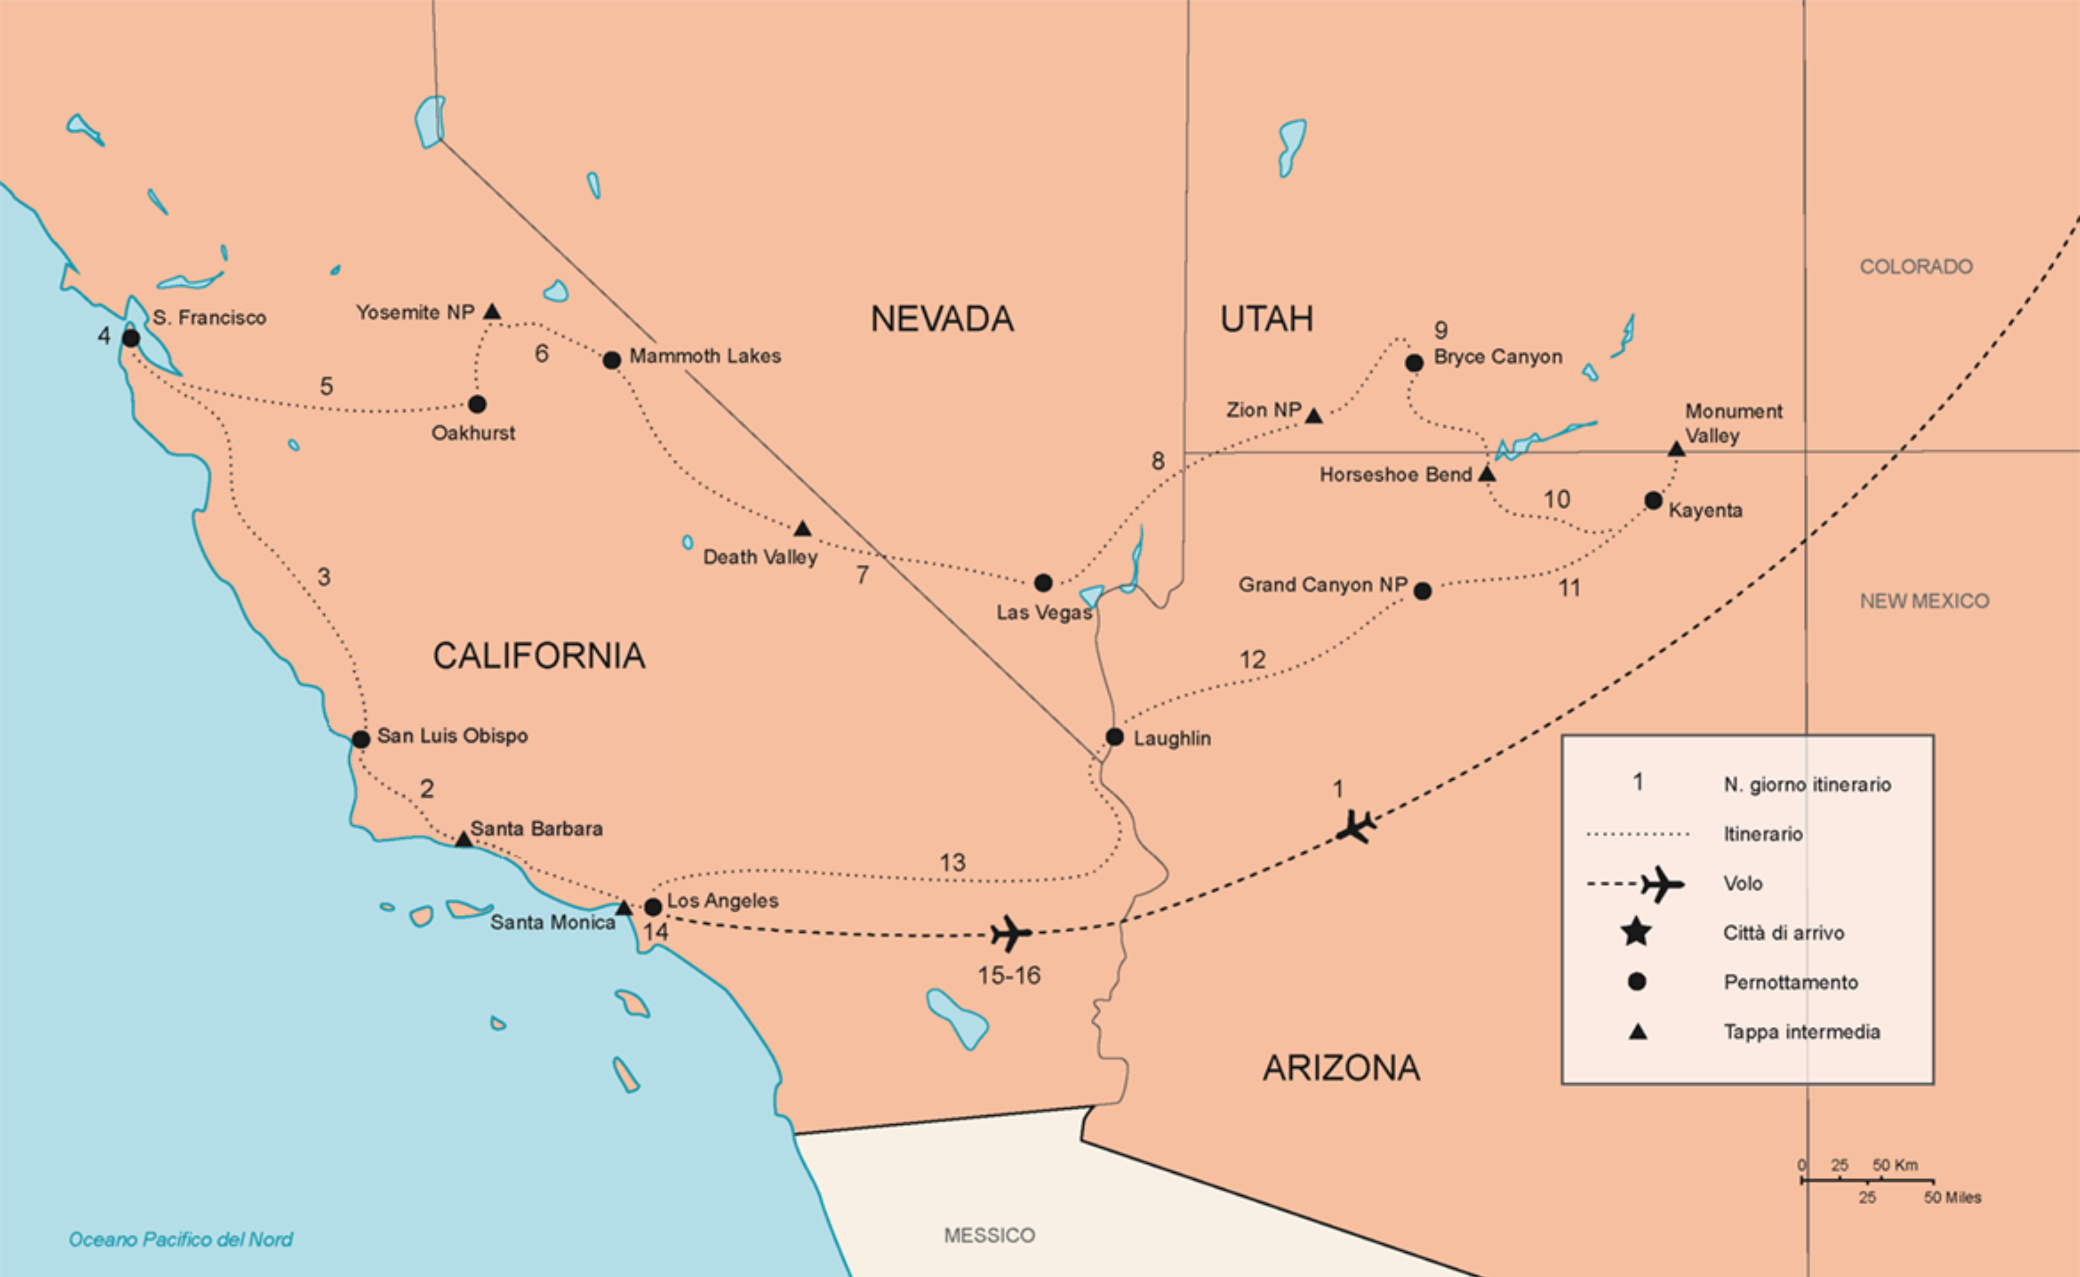 COLORADO
S. Francisco
4
Yosemite NP
NEVADA
UTAH
9
6
Mammoth Lakes
Bryce Canyon
5
Zion NP
Monument
Valley
Oakhurst
8
Horseshoe Bend
10
Kayenta
Death Valley
7
3
Grand Canyon NP
11
NEW MEXICO
Las Vegas
CALIFORNIA
12
San Luis Obispo
Laughlin
2
1
Santa Barbara
13
Los Angeles
Santa Monica
14
15-16
1 N. giorno itinerario
Itinerario
Volo
Città di arrivo
Pernottamento
Tappa intermedia
ARIZONA
0 25 50 Km
25 50 Miles
Oceano Pacifico del Nord
MESSICO